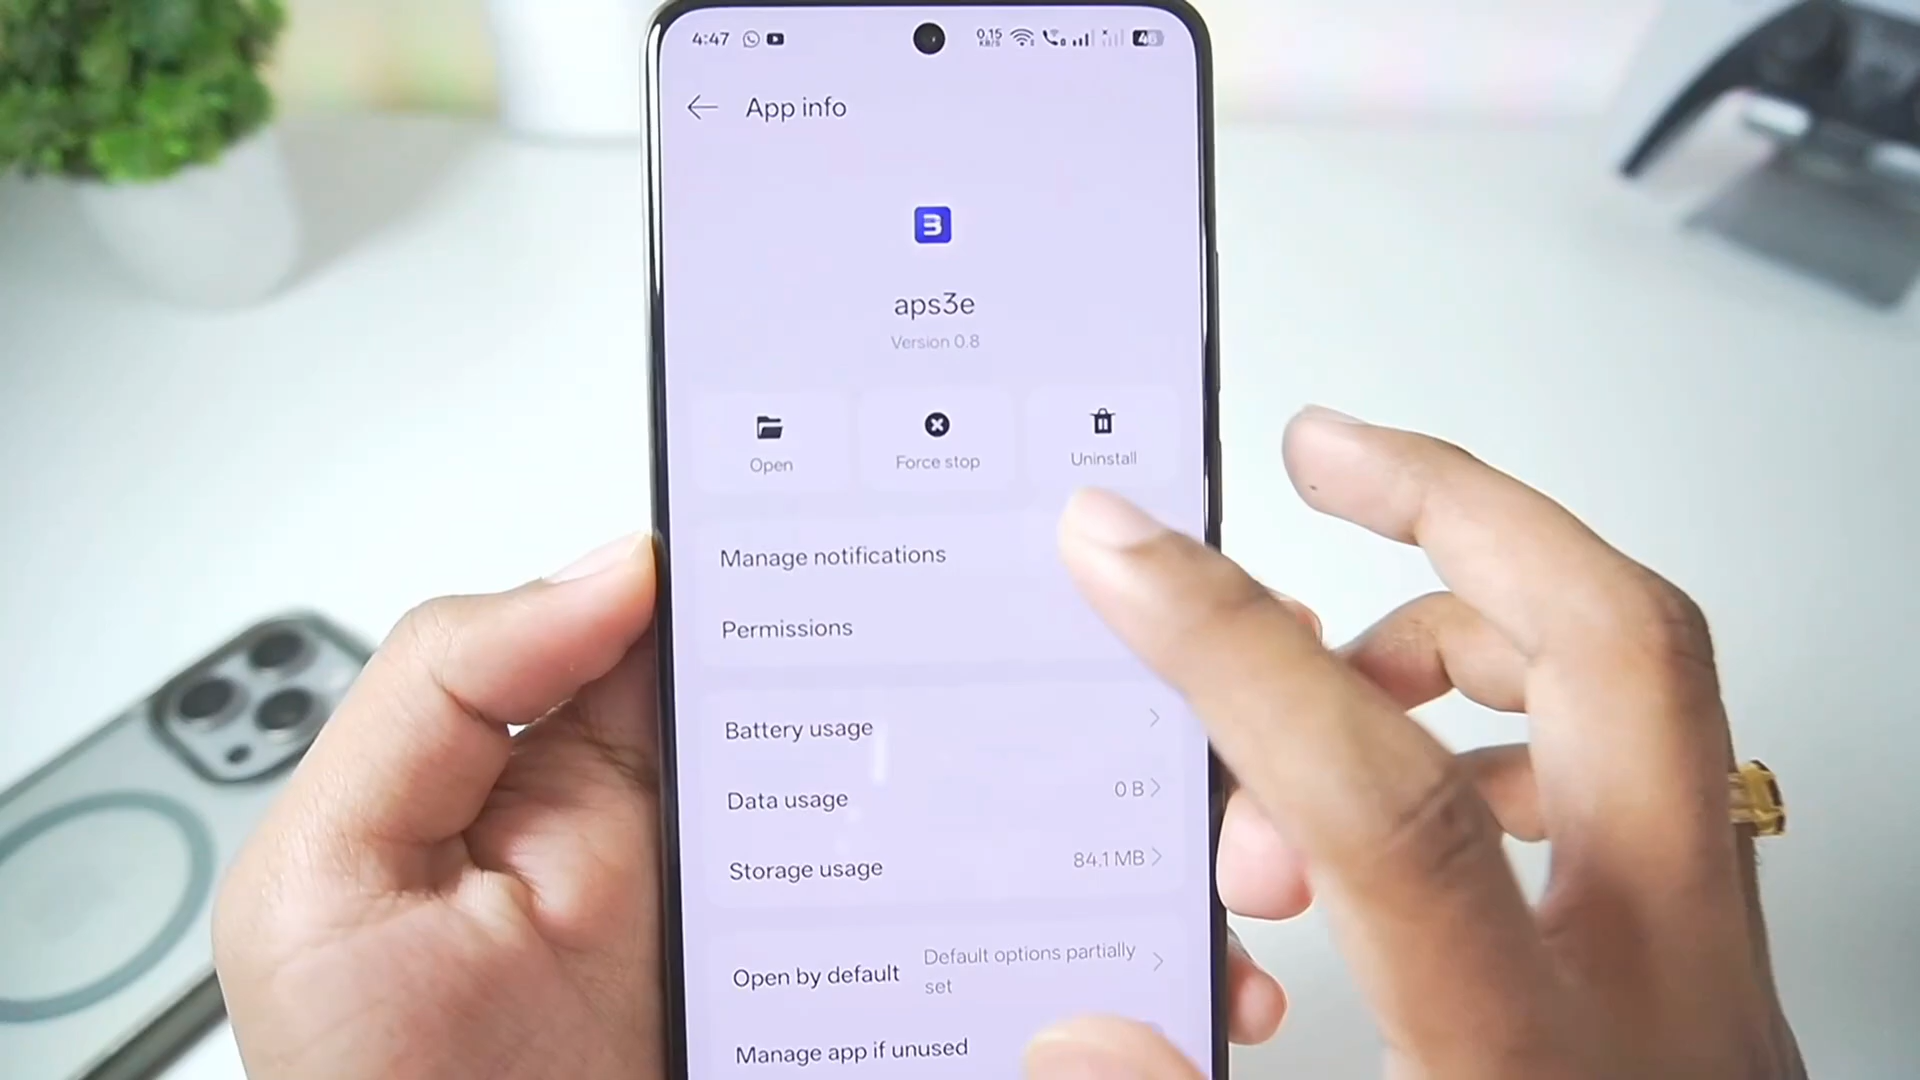 4:47
0.15
KB/S
46
App info
3
aps3e
Version 0.8
Open
Force stop
Uninstall
Manage notifications
Permissions
Battery usage
Data usage
0 B
Storage usage
84.1 MB
Open by default
Default options partially
set
Manage app if unused